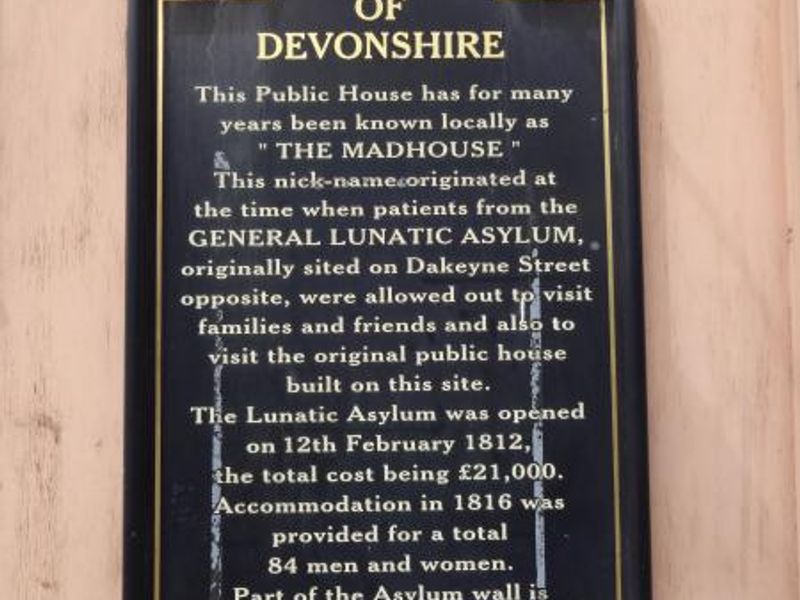 OF
DEVONSHIRE
This Public House has for many
years been known locally as
" THE MADHOUSE "
This nick-name originated at
the time when patients from the
GENERAL LUNATIC ASYLUM,
originally sited on Dakeyne Street
opposite, were allowed out to visit
families and friends and also to
visit the original public house
built on this site.
The Lunatic Asylum was opened
on 12th February 1812,
the total cost being £21,000.
Accommodation in 1816 was
provided for a total
84 men and women.
Part of the Asylum wall is